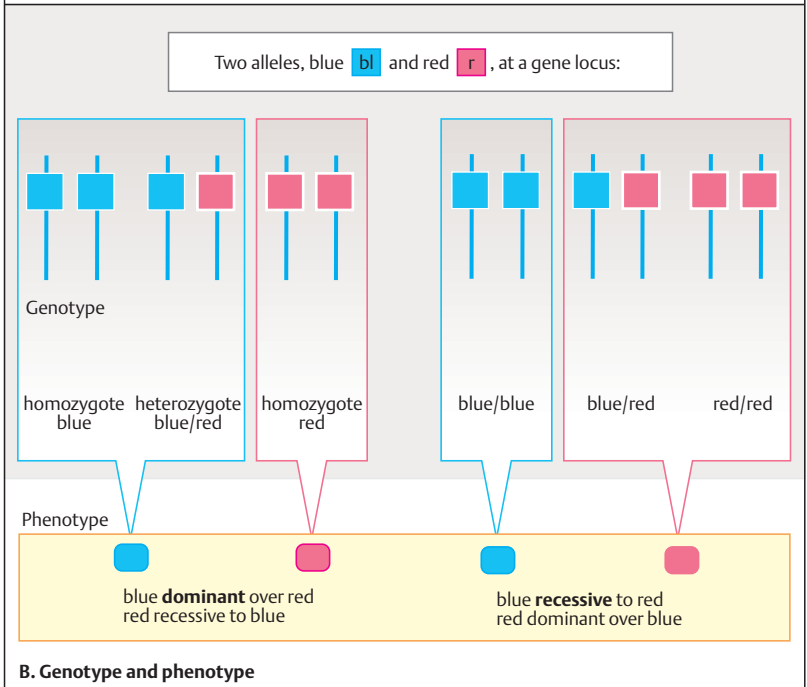 Two alleles, blue bl and red r , at a gene locus:
Genotype
homozygote blue
heterozygote blue/red
homozygote red
blue/blue
blue/red
red/red
Phenotype
blue dominant over red
red recessive to blue
blue recessive to red
red dominant over blue
B. Genotype and phenotype